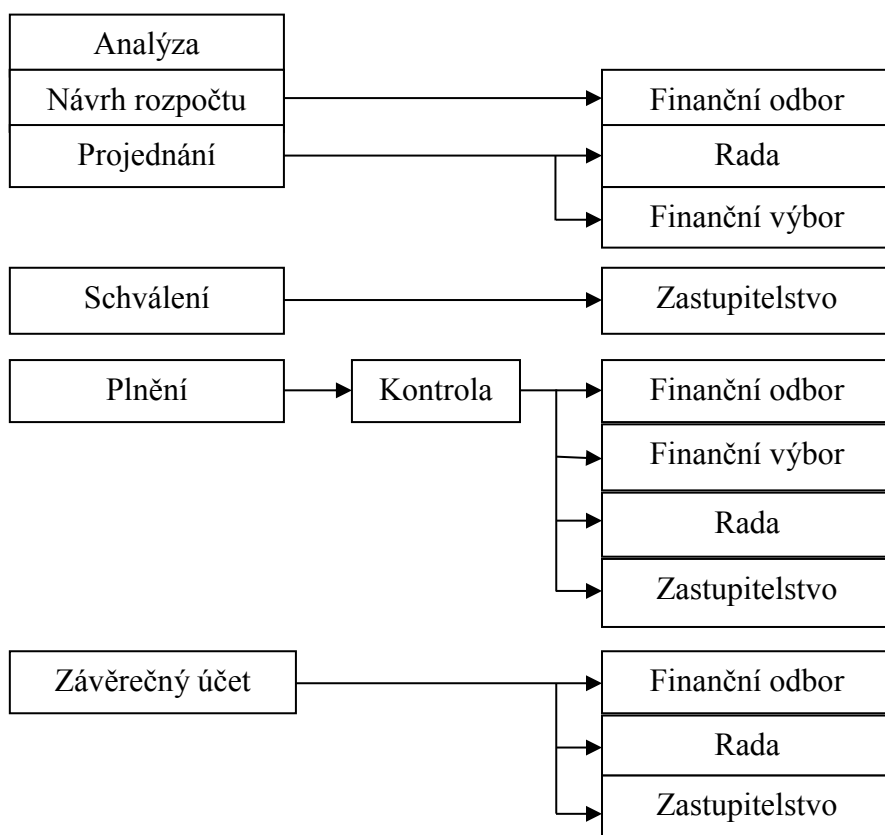 Analýza
Návrh rozpočtu
Finanční odbor
Projednání
Rada
Finanční výbor
Schválení
Zastupitelstvo
Plnění
Kontrola
Finanční odbor
Finanční výbor
Rada
Zastupitelstvo
Závěrečný účet
Finanční odbor
Rada
Zastupitelstvo